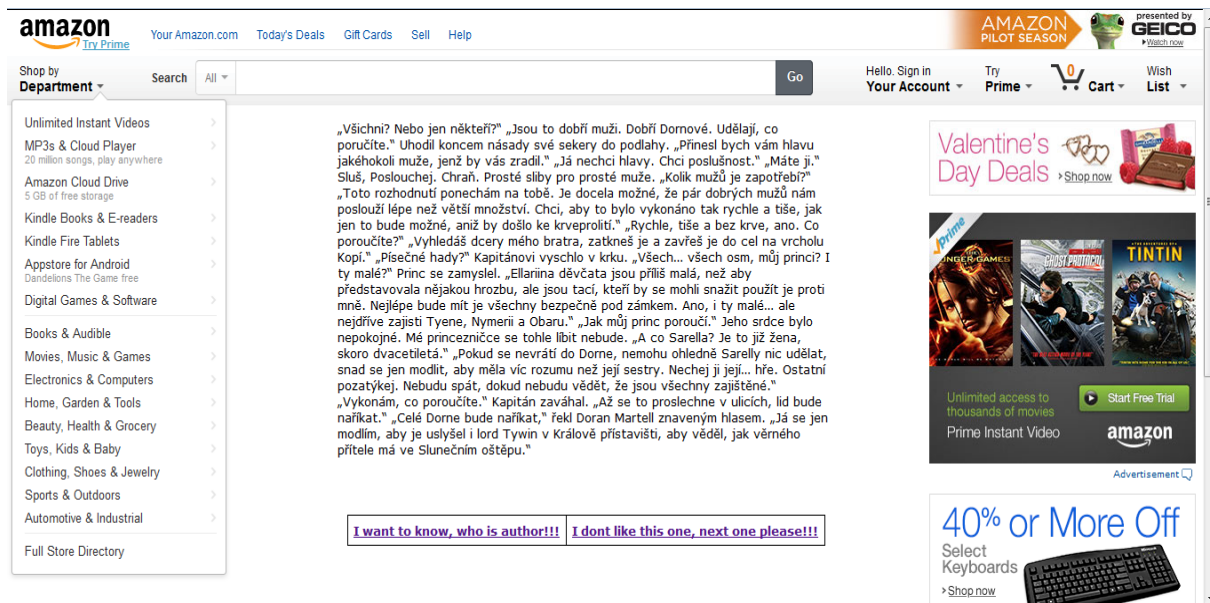 amazon
Try Prime
Your Amazon.com Today's Deals Gift Cards Sell Help
AMAZON
PILOT SEASON
presented by
GEICO
Watch now
Shop by
Department
Search All
Go
Hello. Sign in
Your Account
Try
Prime
0
Cart
Wish
List
Unlimited Instant Videos
MP3s & Cloud Player
20 million songs, play anywhere
Amazon Cloud Drive
5 GB of free storage
Kindle Books & E-readers
Kindle Fire Tablets
Appstore for Android
Dandelions The Game free
Digital Games & Software
Books & Audible
Movies, Music & Games
Electronics & Computers
Home, Garden & Tools
Beauty, Health & Grocery
Toys, Kids & Baby
Clothing, Shoes & Jewelry
Sports & Outdoors
Automotive & Industrial
Full Store Directory
„Všichni? Nebo jen někteří?“ „Jsou to dobří muži. Dobří Dornové. Udělají, co
poručíte.“ Uhodil koncem násady své sekery do podlahy. „Přinesl bych vám hlavu
jakéhokoli muže, jenž by vás zradil.“ „Já nechci hlavy. Chci poslušnost.“ „Máte ji.“
Sluš, Poslouchej. Chraň. Prosté sliby pro prosté muže. „Kolik mužů je zapotřebí?“
„Toto rozhodnutí ponechám na tobě. Je docela možné, že pár dobrých mužů nám
poslouží lépe než větší množství. Chci, aby to bylo vykonáno tak rychle a tiše, jak
jen to bude možné, aniž by došlo ke krveprolití.“ „Rychle, tiše a bez krve, ano. Co
poroučíte?“ „Vyhledáš dcery mého bratra, zatkneš je a zavřeš je do cel na vrcholu
Kopí.“ „Písečné hady?“ Kapitánovi vyschlo v krku. „Všech... všech osm, můj princi? I
ty malé?“ Princ se zamyslel. „Ellariina děvčata jsou příliš malá, než aby
představovala nějakou hrozbu, ale jsou tací, kteří by se mohli snažit použít je proti
mně. Nejlépe bude mít je všechny bezpečně pod zámkem. Ano, i ty malé... ale
nejdříve zajisti Tyene, Nymerii a Obaru.“ „Jak můj princ poroučí.“ Jeho srdce bylo
nepokojné. Mé princezničce se tohle líbit nebude. „A co Sarella? Je to již žena,
skoro dvacetiletá.“ „Pokud se nevrátí do Dorne, nemohu ohledně Sarelly nic udělat,
snad se jen modlit, aby měla víc rozumu než její sestry. Nechej ji její... hře. Ostatní
pozatýkej. Nebudu spát, dokud nebudu vědět, že jsou všechny zajištěné.“
„Vykonám, co poroučíte.“ Kapitán zaváhal. „Až se to proslechne v ulicích, lid bude
naříkat.“ „Celé Dorne bude naříkat,“ řekl Doran Martell znaveným hlasem. „Já se jen
modlím, aby je uslyšel i lord Tywin v Králově přístavišti, aby věděl, jak věrného
přítele má ve Slunečním oštěpu.“
I want to know, who is author!!! I dont like this one, next one please!!!
Valentine's
Day Deals
Shop now
Prime
GHOST PROTOCOL
TINTIN
Unlimited access to
thousands of movies
Start Free Trial
Prime Instant Video
amazon
Advertisement
40% or More Off
Select
Keyboards
Shop now